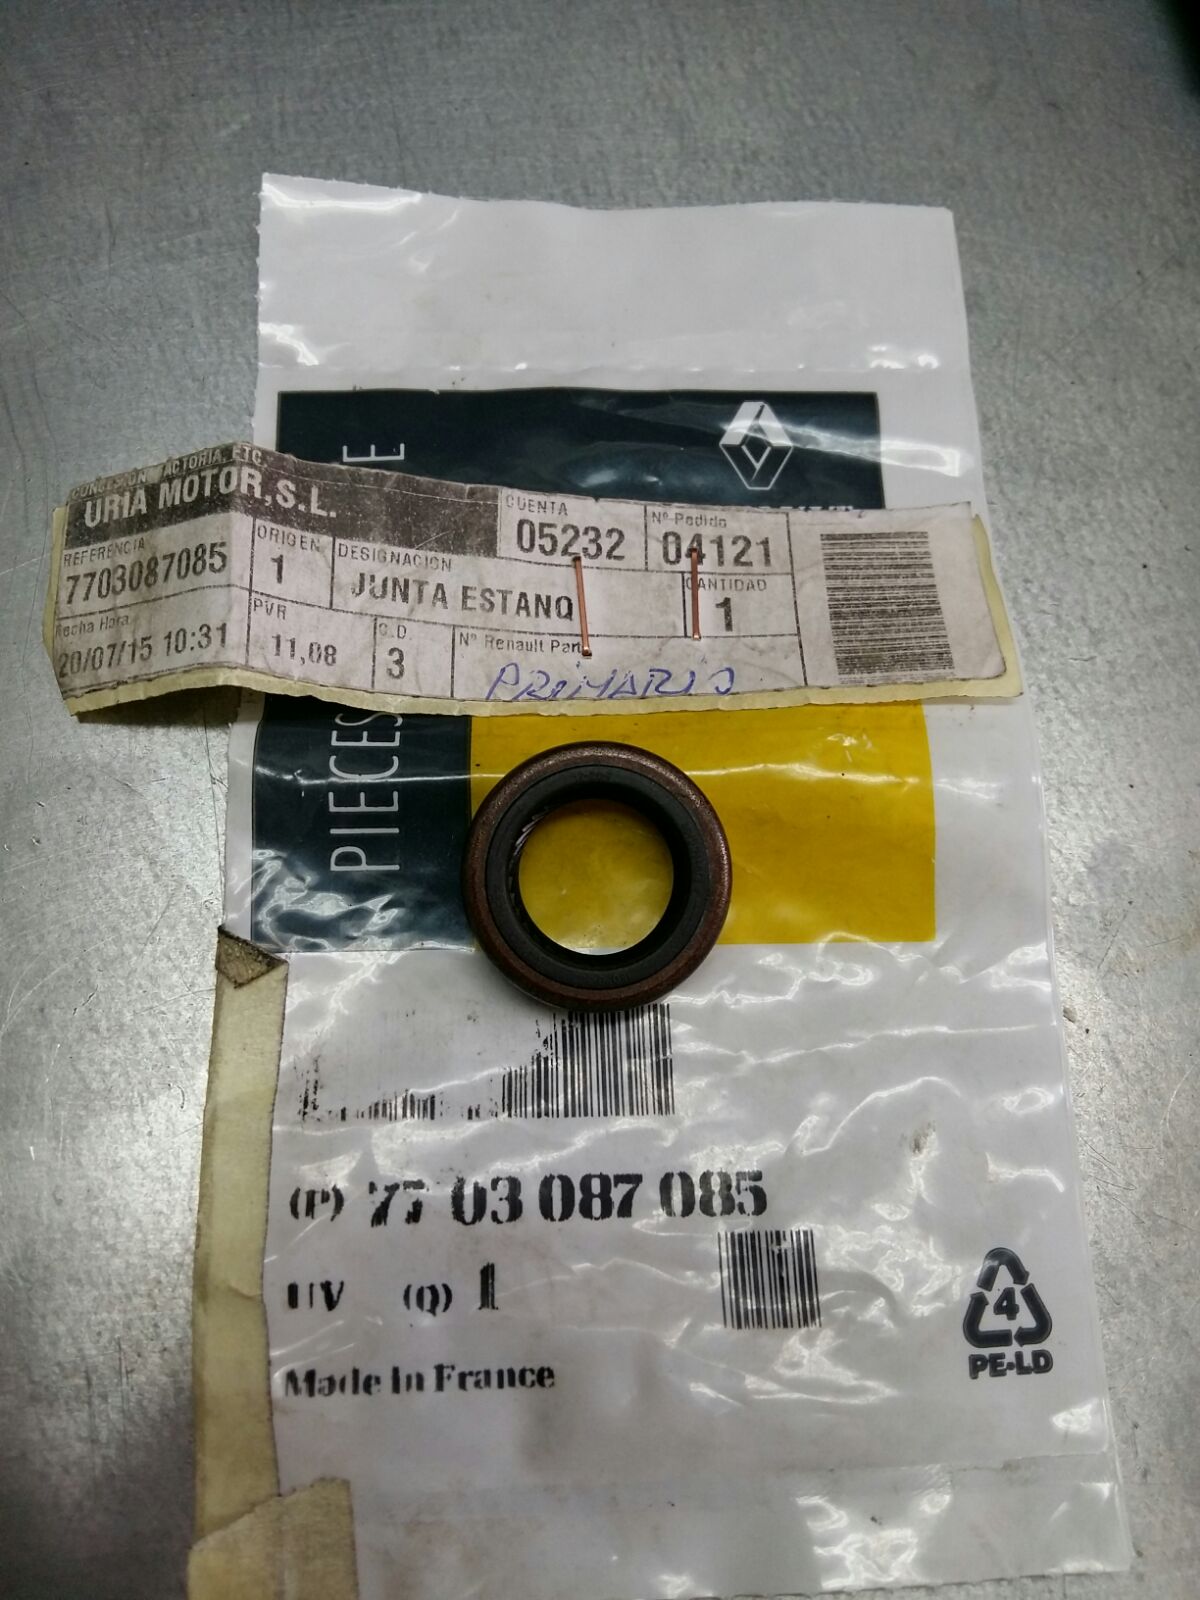 E
CONCESION, FACTORIA, ETC.
URIA MOTOR,S.L.
CUENTA
05232
Nº Pedido
04121
REFERENCIA
7703087085
ORIGEN
1
DESIGNACION
JUNTA ESTANQ
CANTIDAD
1
Fecha Hora
20/07/15 10:31
PVR
11,08
C.D.
3
Nº Renault Parts
PRIMARIO
PIECES
(P) 7703 087 085
UV (Q) 1
Made In France
4
PE-LD